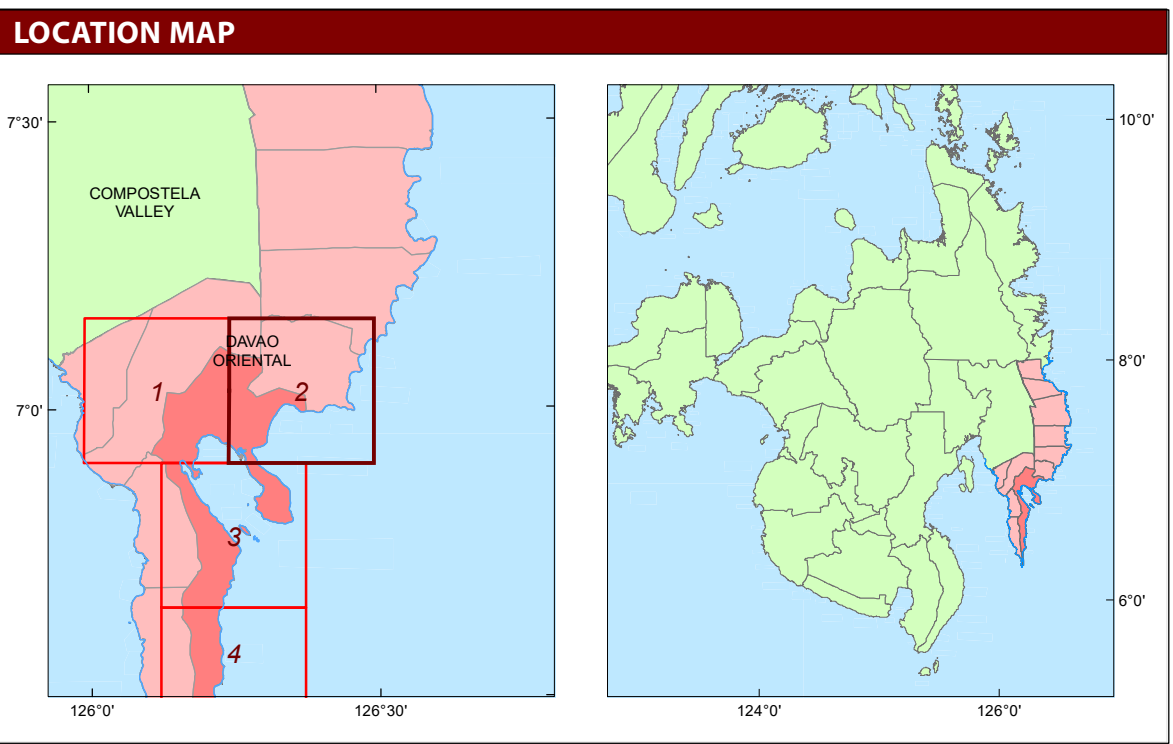 LOCATION MAP
7°30'
COMPOSTELA
VALLEY
DAVAO
ORIENTAL
1
2
7°0'
3
4
126°0'
126°30'
10°0'
8°0'
6°0'
124°0'
126°0'